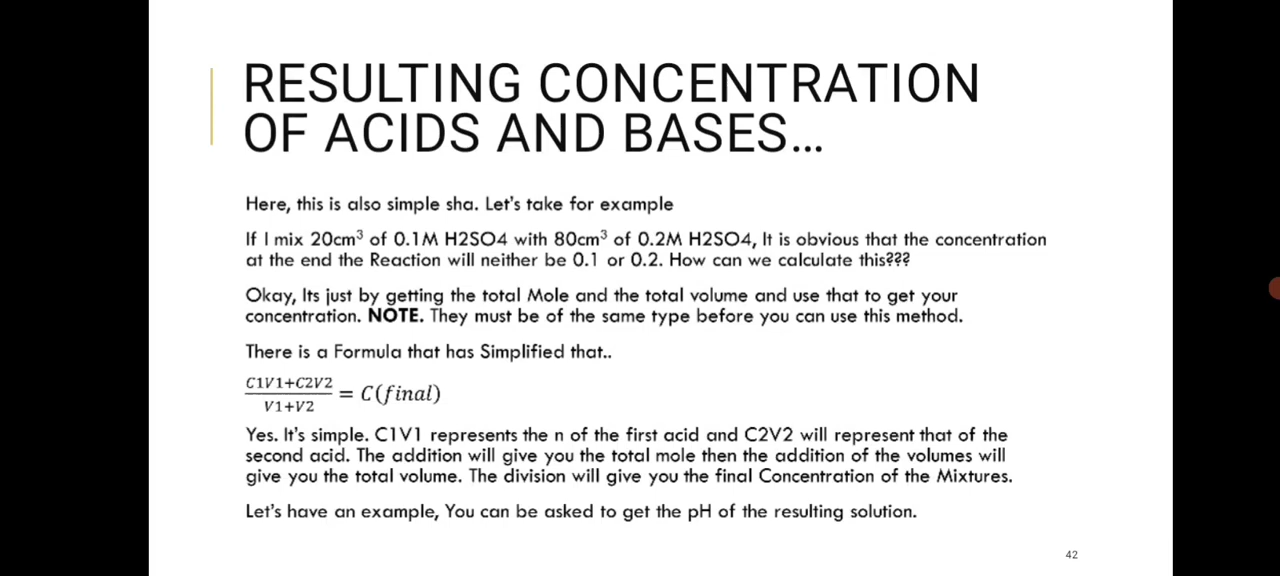 RESULTING CONCENTRATION
OF ACIDS AND BASES...
Here, this is also simple sha. Let's take for example
If I mix 20cm³ of 0.1M H2SO4 with 80cm³ of 0.2M H2SO4, It is obvious that the concentration
at the end the Reaction will neither be 0.1 or 0.2. How can we calculate this???
Okay, Its just by getting the total Mole and the total volume and use that to get your
concentration. NOTE. They must be of the same type before you can use this method.
There is a Formula that has Simplified that..
C1V1+C2V2
V1+V2
= C(final)
Yes. It's simple. C1V1 represents the n of the first acid and C2V2 will represent that of the
second acid. The addition will give you the total mole then the addition of the volumes will
give you the total volume. The division will give you the final Concentration of the Mixtures.
Let's have an example, You can be asked to get the pH of the resulting solution.
42